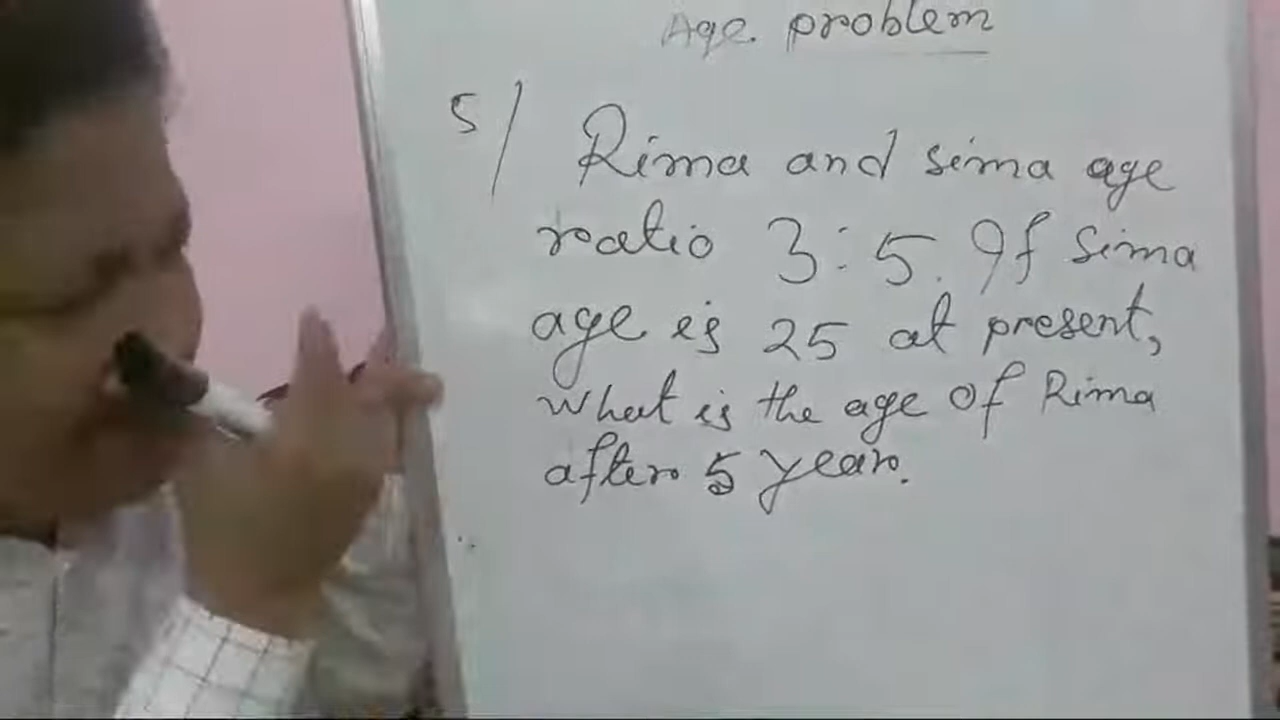 Age problem
5/ Rima and sima age
ratio 3:5. If Sima
age is 25 at present,
What is the age of Rima
after 5 year.